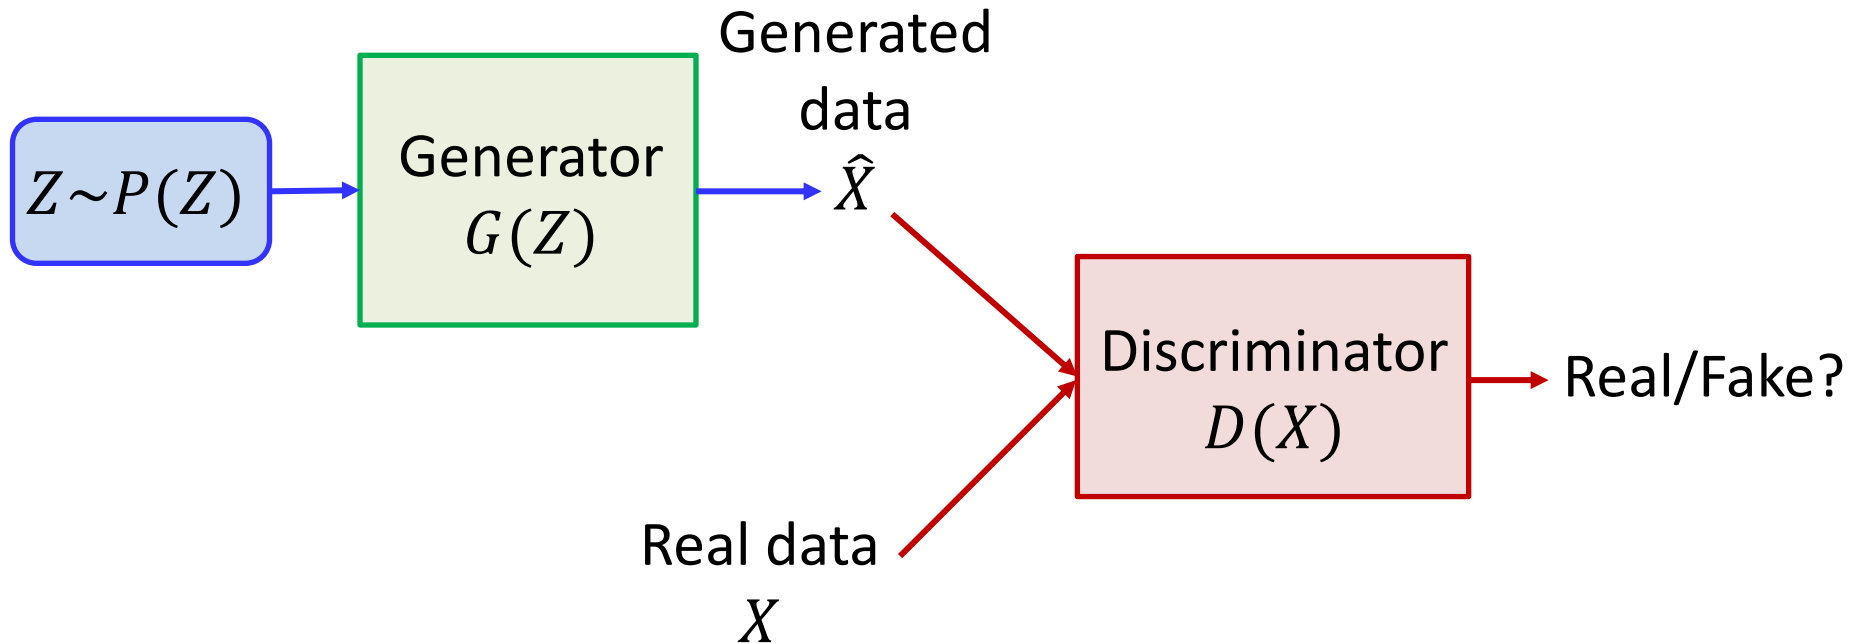 Z~P(Z)
Generator
G(Z)
Generated
data
X̂
Real data
X
Discriminator
D(X)
Real/Fake?